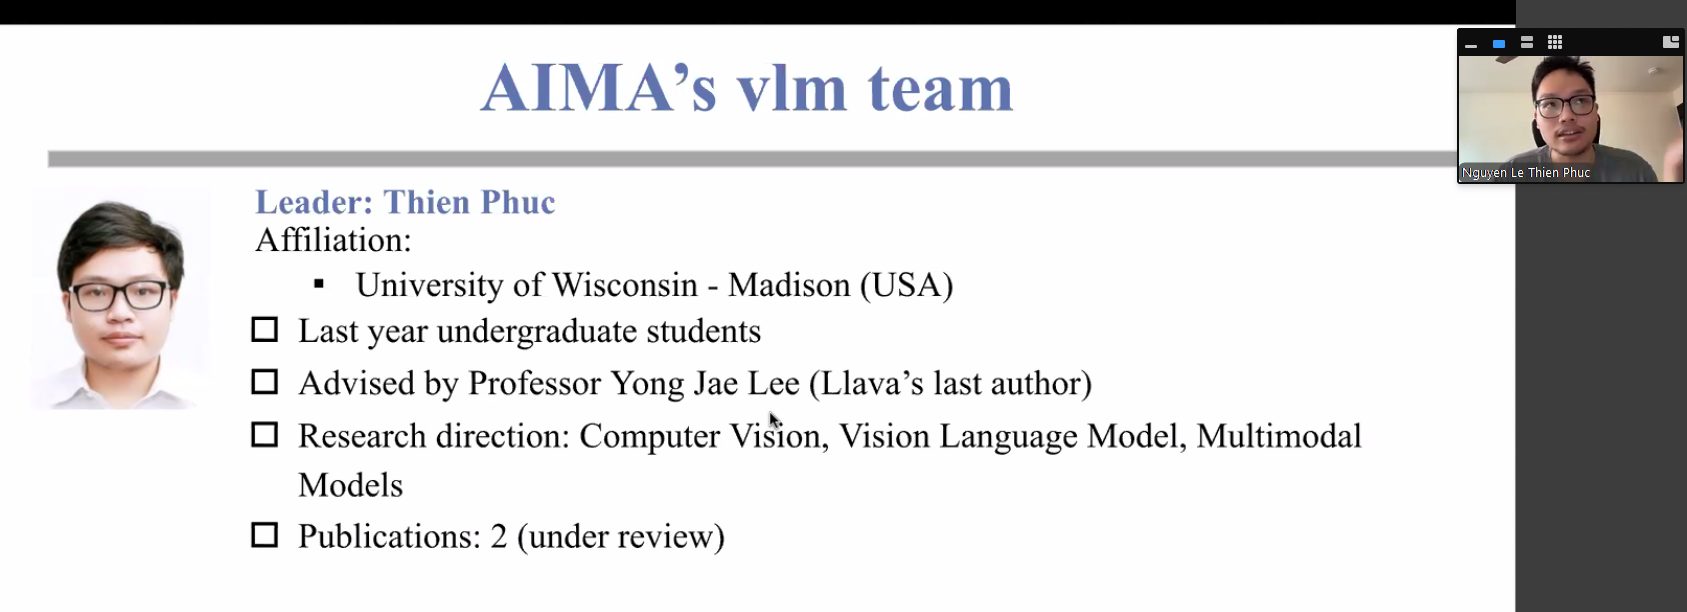 AIMA's vlm team
Nguyen Le Thien Phuc
Leader: Thien Phuc
Affiliation:
▪ University of Wisconsin - Madison (USA)
□ Last year undergraduate students
□ Advised by Professor Yong Jae Lee (Llava's last author)
□ Research direction: Computer Vision, Vision Language Model, Multimodal
Models
□ Publications: 2 (under review)